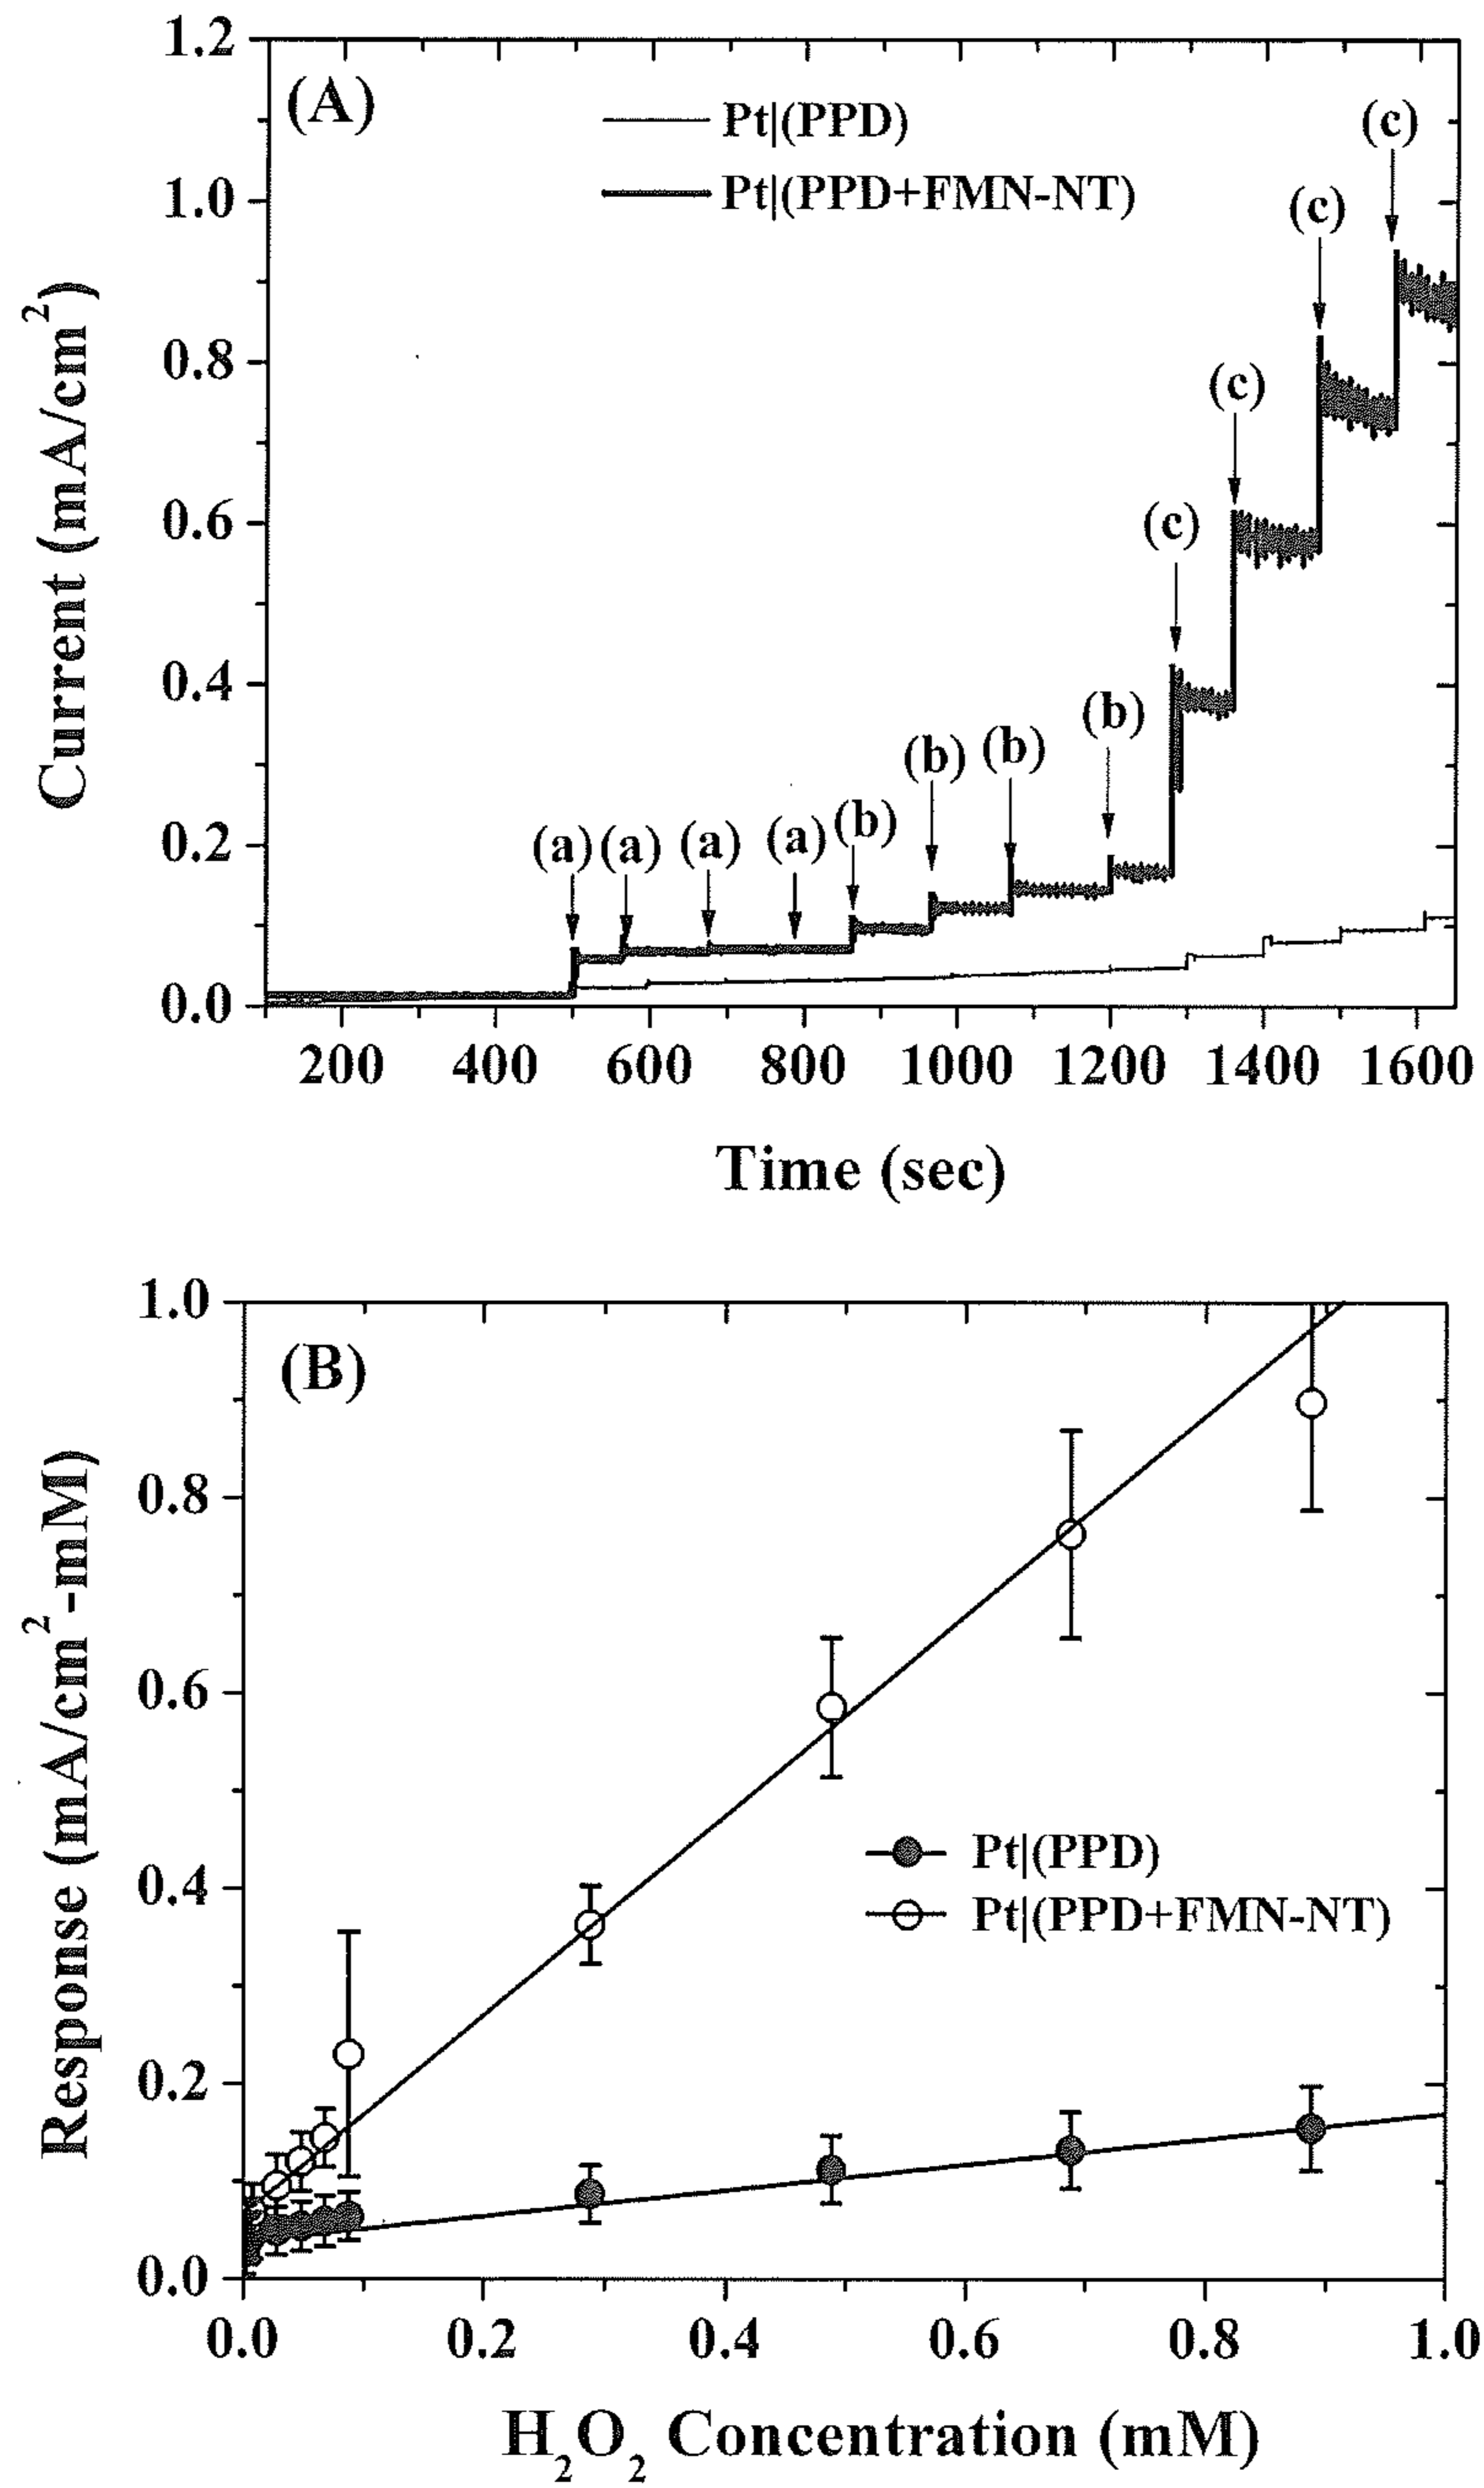 (A)
Pt|(PPD)
Pt|(PPD+FMN-NT)
(c)
(c)
(c)
(c)
(b)
(b)
(b)
(b)
(a)
(a)
(a)
(a)
1.2
1.0
0.8
0.6
0.4
0.2
0.0
Current (mA/cm²)
200 400 600 800 1000 1200 1400 1600
Time (sec)
(B)
1.0
0.8
0.6
0.4
0.2
0.0
Response (mA/cm²-mM)
Pt|(PPD)
Pt|(PPD+FMN-NT)
0.0 0.2 0.4 0.6 0.8 1.0
H₂O₂ Concentration (mM)